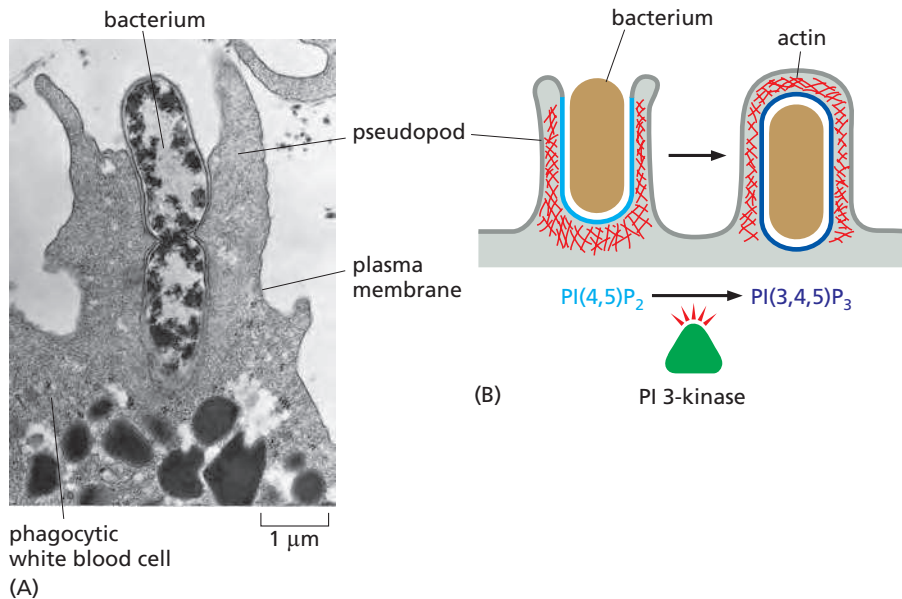 bacterium
pseudopod
plasma
membrane
phagocytic
white blood cell
1 μm
(A)
bacterium
actin
PI(4,5)P₂
PI(3,4,5)P₃
PI 3-kinase
(B)